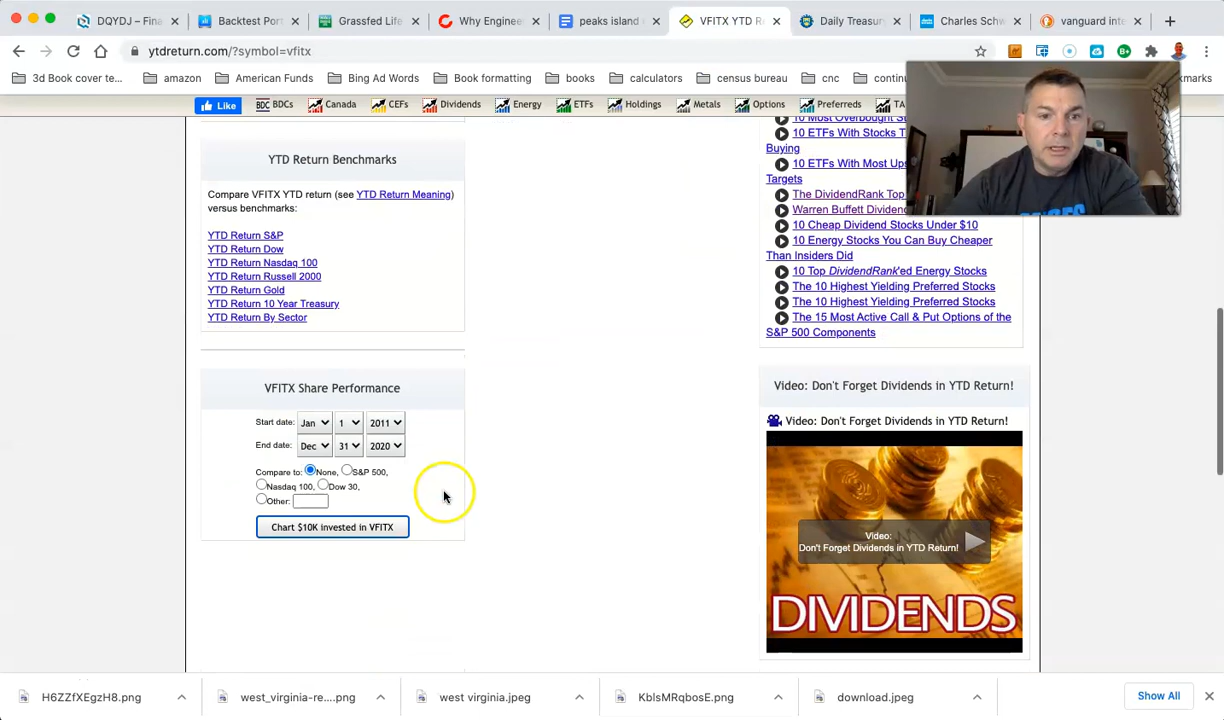 DQYDJ – Fina
Backtest Port
Grassfed Life
Why Enginee
peaks island
VFITX YTD R
Daily Treasury
Charles Schw
vanguard inte
ytdreturn.com/?symbol=vfitx
3d Book cover te...
amazon
American Funds
Bing Ad Words
Book formatting
books
calculators
census bureau
cnc
Like
BDCs
Canada
CEFs
Dividends
Energy
ETFs
Holdings
Metals
Options
Preferreds
YTD Return Benchmarks
Compare VFITX YTD return (see YTD Return Meaning)
versus benchmarks:
YTD Return S&P
YTD Return Dow
YTD Return Nasdaq 100
YTD Return Russell 2000
YTD Return Gold
YTD Return 10 Year Treasury
YTD Return By Sector
VFITX Share Performance
Start date: Jan 1 2011
End date: Dec 31 2020
Compare to: None, S&P 500,
Nasdaq 100, Dow 30,
Other:
Chart $10K invested in VFITX
10 Most Overbought
10 ETFs With Stocks
Buying
10 ETFs With Most
Targets
The DividendRank Top
Warren Buffett
10 Cheap Dividend Stocks Under $10
10 Energy Stocks You Can Buy Cheaper
Than Insiders Did
10 Top DividendRank'ed Energy Stocks
The 10 Highest Yielding Preferred Stocks
The 10 Highest Yielding Preferred Stocks
The 15 Most Active Call & Put Options of the
S&P 500 Components
Video: Don't Forget Dividends in YTD Return!
Video: Don't Forget Dividends in YTD Return!
Video:
Don't Forget Dividends in YTD Return!
DIVIDENDS
H6ZZfXEgzH8.png
west_virginia-re....png
west virginia.jpeg
KblsMRqbosE.png
download.jpeg
Show All